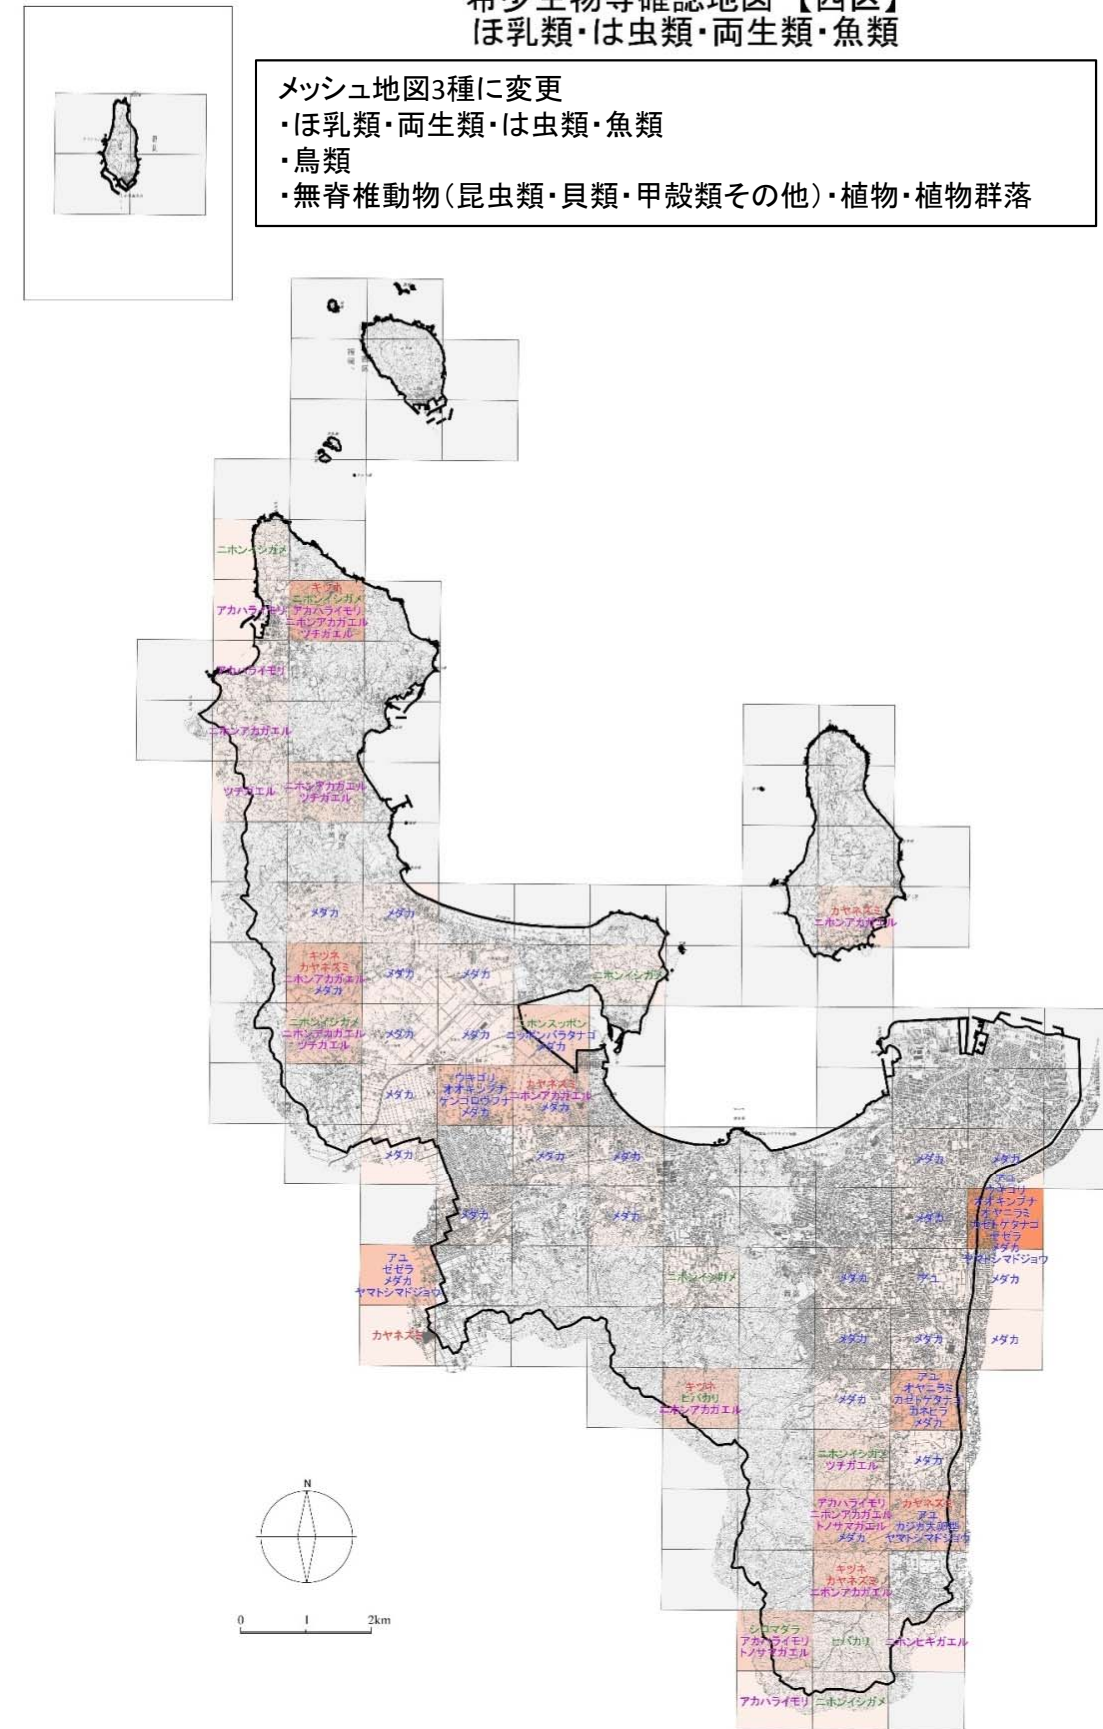 希少生物等確認地図 【西区】
ほ乳類・は虫類・両生類・魚類
メッシュ地図3種に変更
・ほ乳類・両生類・は虫類・魚類
・鳥類
・無脊椎動物（昆虫類・貝類・甲殻類その他）・植物・植物群落
ニホンイシガメ
アカハライモリ
キツネ
ニホンイシガメ
アカハライモリ
ニホンアカガエル
ツチガエル
アカハライモリ
ニホンアカガエル
ツチガエル
ニホンアカガエル
ツチガエル
メダカ
メダカ
カヤネズミ
ニホンアカガエル
キツネ
カヤネズミ
ニホンアカガエル
メダカ
メダカ
メダカ
ニホンイシガメ
ニホンイシガメ
ニホンアカガエル
ツチガエル
メダカ
メダカ
ニホンスッポン
ニッポンバラタナゴ
メダカ
メダカ
ウキゴリ
オオキンブナ
ゲンゴロウブナ
メダカ
カヤネズミ
ニホンアカガエル
メダカ
メダカ
メダカ
メダカ
メダカ
メダカ
メダカ
メダカ
メダカ
アユ
ウキゴリ
オオキンブナ
オヤニラミ
カゼトゲタナゴ
ゼゼラ
メダカ
ヤマトシマドジョウ
アユ
ゼゼラ
メダカ
ヤマトシマドジョウ
ニホンイシガメ
メダカ
アユ
メダカ
カヤネズミ
メダカ
メダカ
メダカ
キツネ
ヒバカリ
ニホンアカガエル
メダカ
アユ
オヤニラミ
カゼトゲタナゴ
カネヒラ
メダカ
ニホンイシガメ
ツチガエル
メダカ
アカハライモリ
ニホンアカガエル
トノサマガエル
メダカ
カヤネズミ
アユ
カジカ大卵型
ヤマトシマドジョウ
キツネ
カヤネズミ
ニホンアカガエル
シロマダラ
アカハライモリ
トノサマガエル
ヒバカリ
ニホンヒキガエル
アカハライモリ
ニホンイシガメ
N
0 1 2km